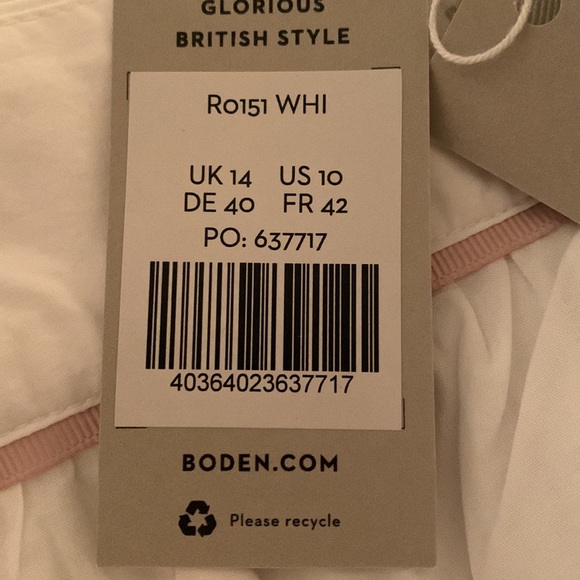 GLORIOUS
BRITISH STYLE
R0151 WHI
UK 14 US 10
DE 40 FR 42
PO: 637717
40364023637717
BODEN.COM
Please recycle